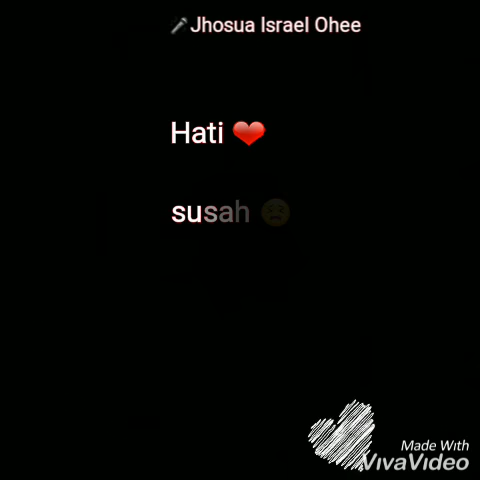 🎤Jhosua Israel Ohee
Hati ❤
susah 😣
Made With
VivaVideo